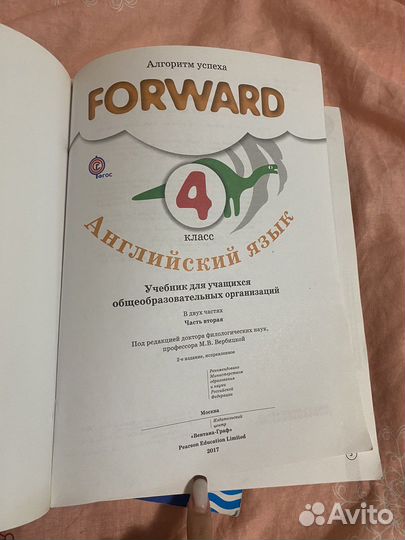 Алгоритм успеха
FORWARD
ФГОС
4
класс
Английский язык
Учебник для учащихся
общеобразовательных организаций
В двух частях
Часть вторая
Под редакцией доктора филологических наук,
профессора М.В. Вербицкой
2-е издание, исправленное
Рекомендовано
Министерством
образования
и науки
Российской
Федерации
Москва
Издательский
центр
«Вентана-Граф»
Pearson Education Limited
2017
Avito